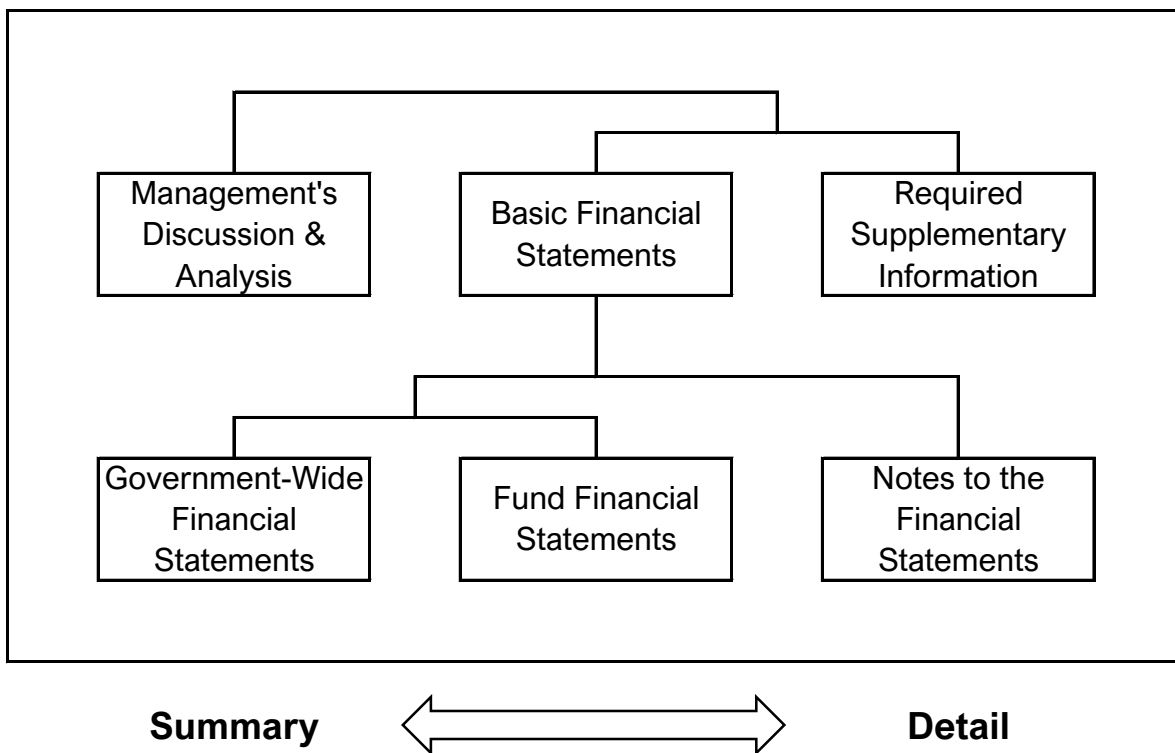 Management's
Discussion &
Analysis
Basic Financial
Statements
Required
Supplementary
Information
Government-Wide
Financial
Statements
Fund Financial
Statements
Notes to the
Financial
Statements
Summary
Detail